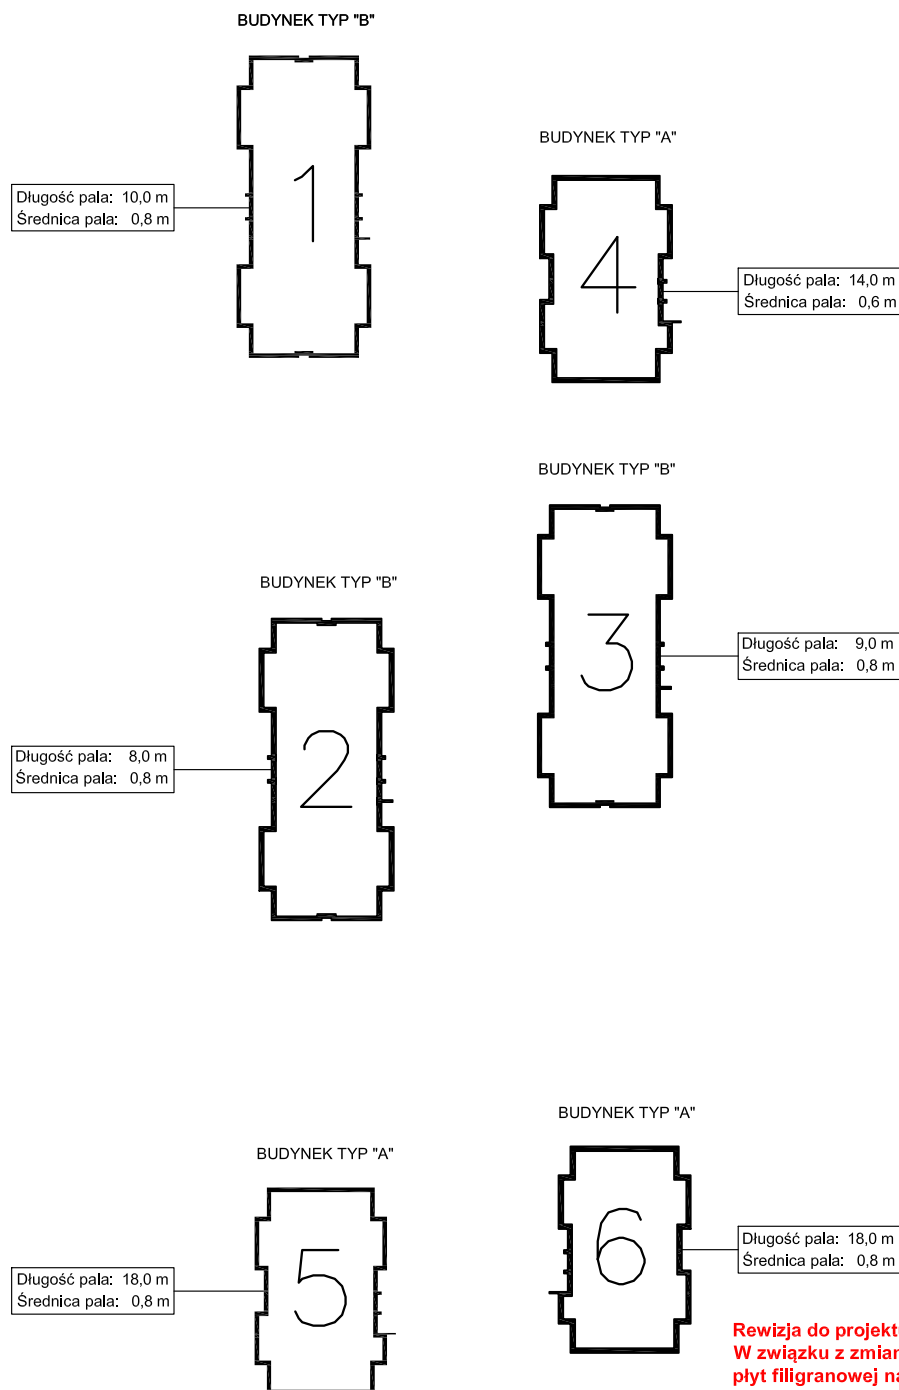 BUDYNEK TYP "B"
1
Długość pala: 10,0 m
Średnica pala: 0,8 m
BUDYNEK TYP "A"
4
Długość pala: 14,0 m
Średnica pala: 0,6 m
BUDYNEK TYP "B"
3
Długość pala: 9,0 m
Średnica pala: 0,8 m
BUDYNEK TYP "B"
2
Długość pala: 8,0 m
Średnica pala: 0,8 m
BUDYNEK TYP "A"
6
Długość pala: 18,0 m
Średnica pala: 0,8 m
BUDYNEK TYP "A"
5
Długość pala: 18,0 m
Średnica pala: 0,8 m
Rewizja do
W związku z
płyt filigranowej